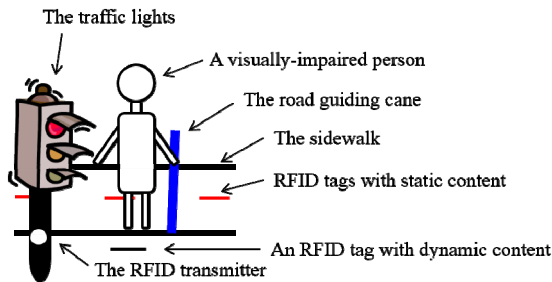 The traffic lights
A visually-impaired person
The road guiding cane
The sidewalk
RFID tags with static content
An RFID tag with dynamic content
The RFID transmitter